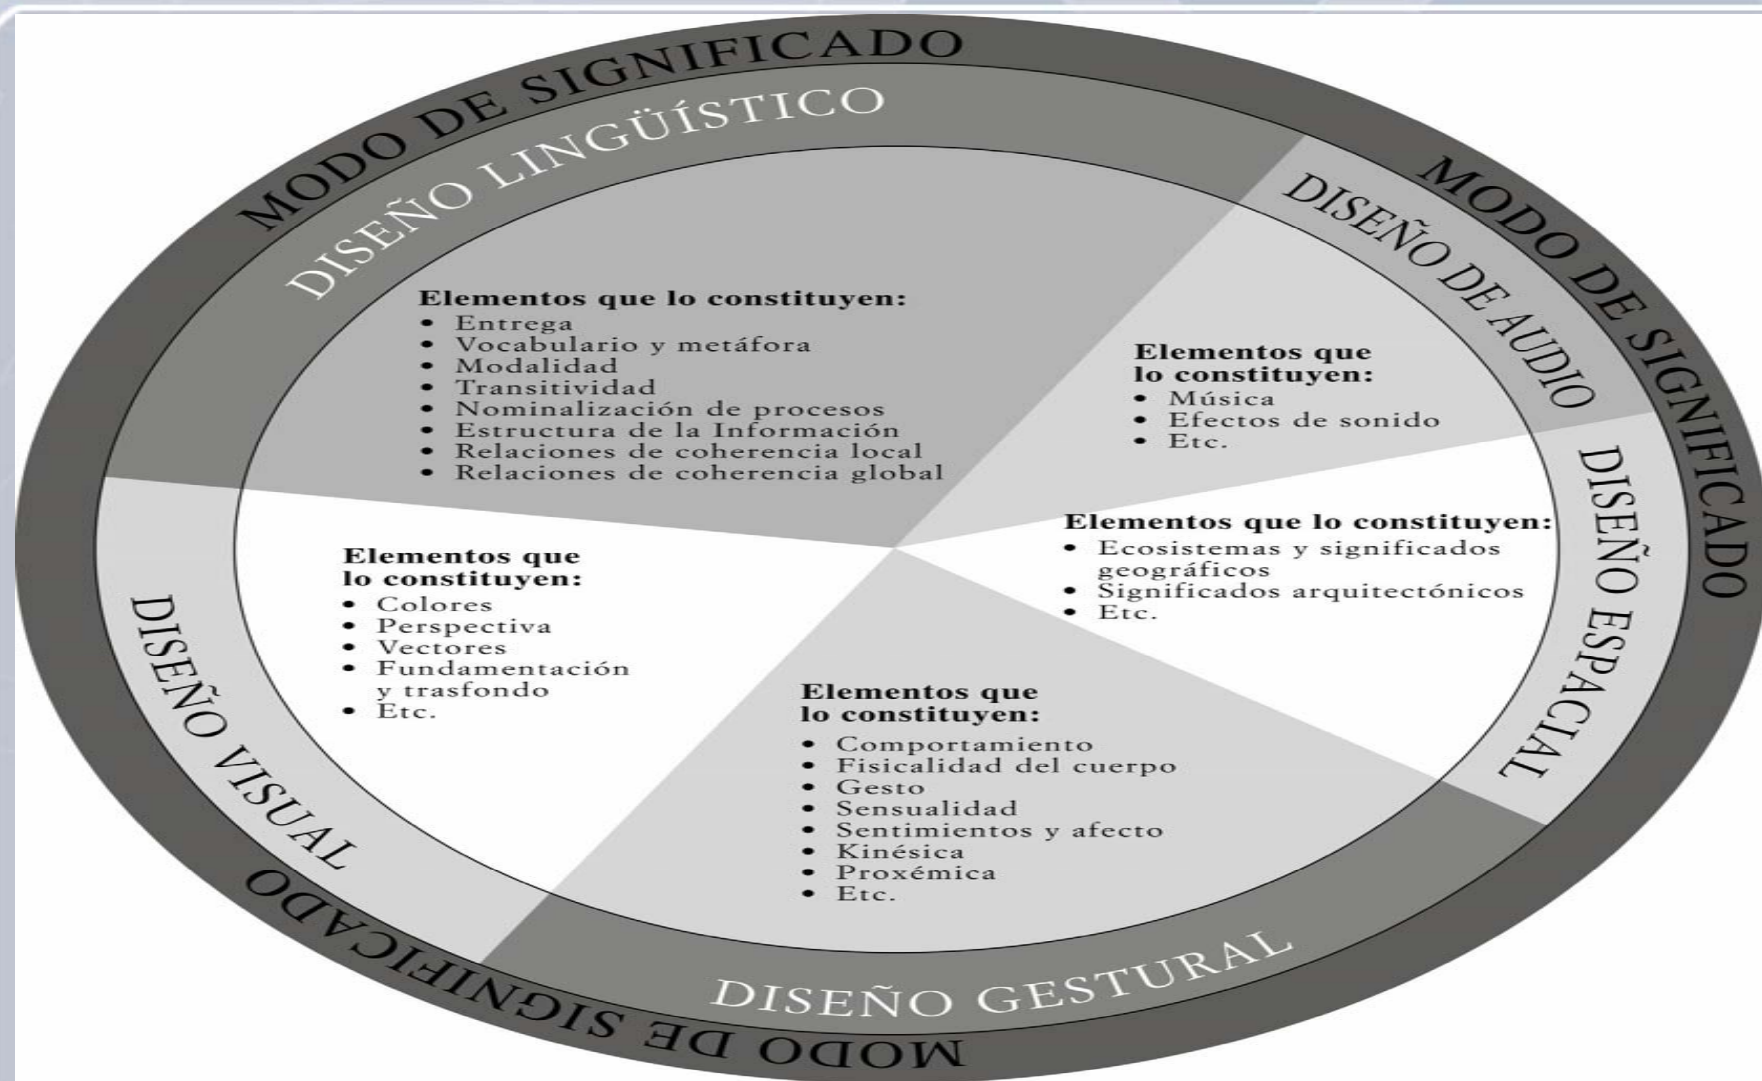 MODO DE SIGNIFICADO
DISEÑO LINGÜÍSTICO
Elementos que lo constituyen:
• Entrega
• Vocabulario y metáfora
• Modalidad
• Transitividad
• Nominalización de procesos
• Estructura de la Información
• Relaciones de coherencia local
• Relaciones de coherencia global
MODO DE SIGNIFICADO
DISEÑO DE AUDIO
Elementos que
lo constituyen:
• Música
• Efectos de sonido
• Etc.
DISEÑO ESPACIAL
Elementos que lo constituyen:
• Ecosistemas y significados
geográficos
• Significados arquitectónicos
• Etc.
DISEÑO VISUAL
Elementos que
lo constituyen:
• Colores
• Perspectiva
• Vectores
• Fundamentación
y trasfondo
• Etc.
Elementos que
lo constituyen:
• Comportamiento
• Fisicalidad del cuerpo
• Gesto
• Sensualidad
• Sentimientos y afecto
• Kinésica
• Proxémica
• Etc.
DISEÑO GESTURAL
MODO DE SIGNIFICADO